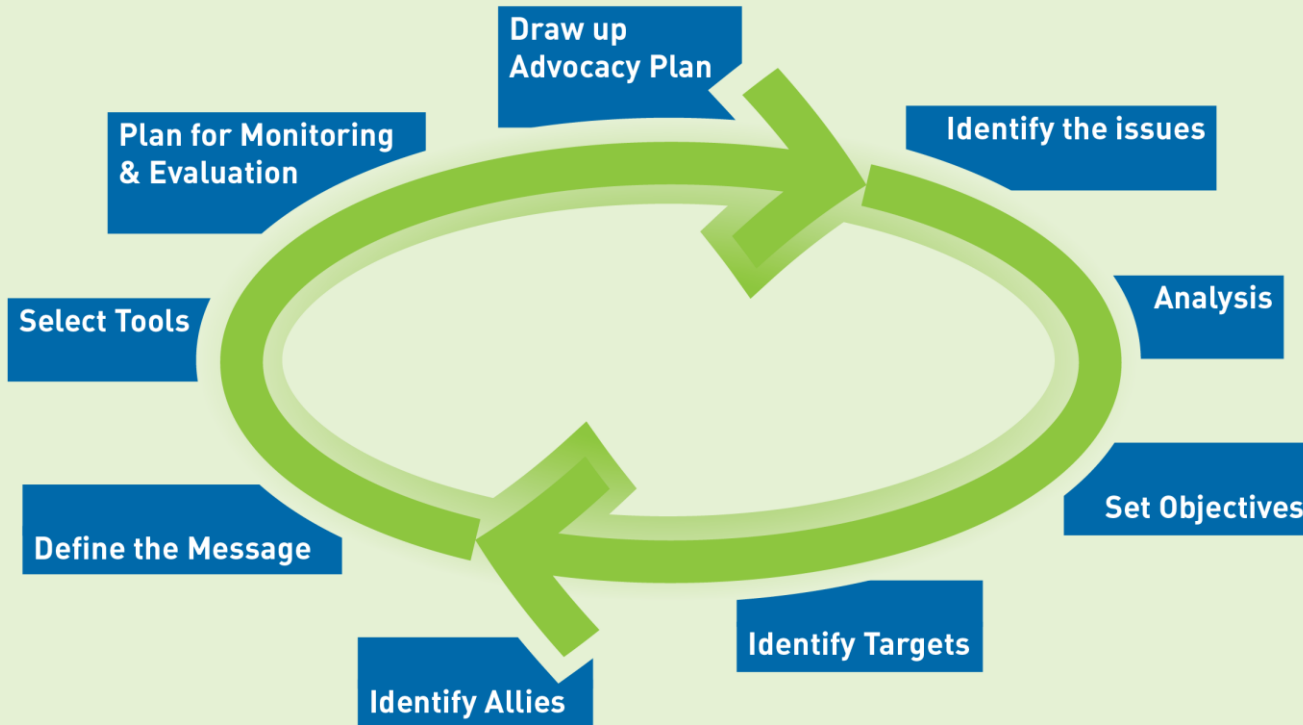 Draw up
Advocacy Plan
Identify the issues
Analysis
Set Objectives
Identify Targets
Identify Allies
Define the Message
Select Tools
Plan for Monitoring
& Evaluation